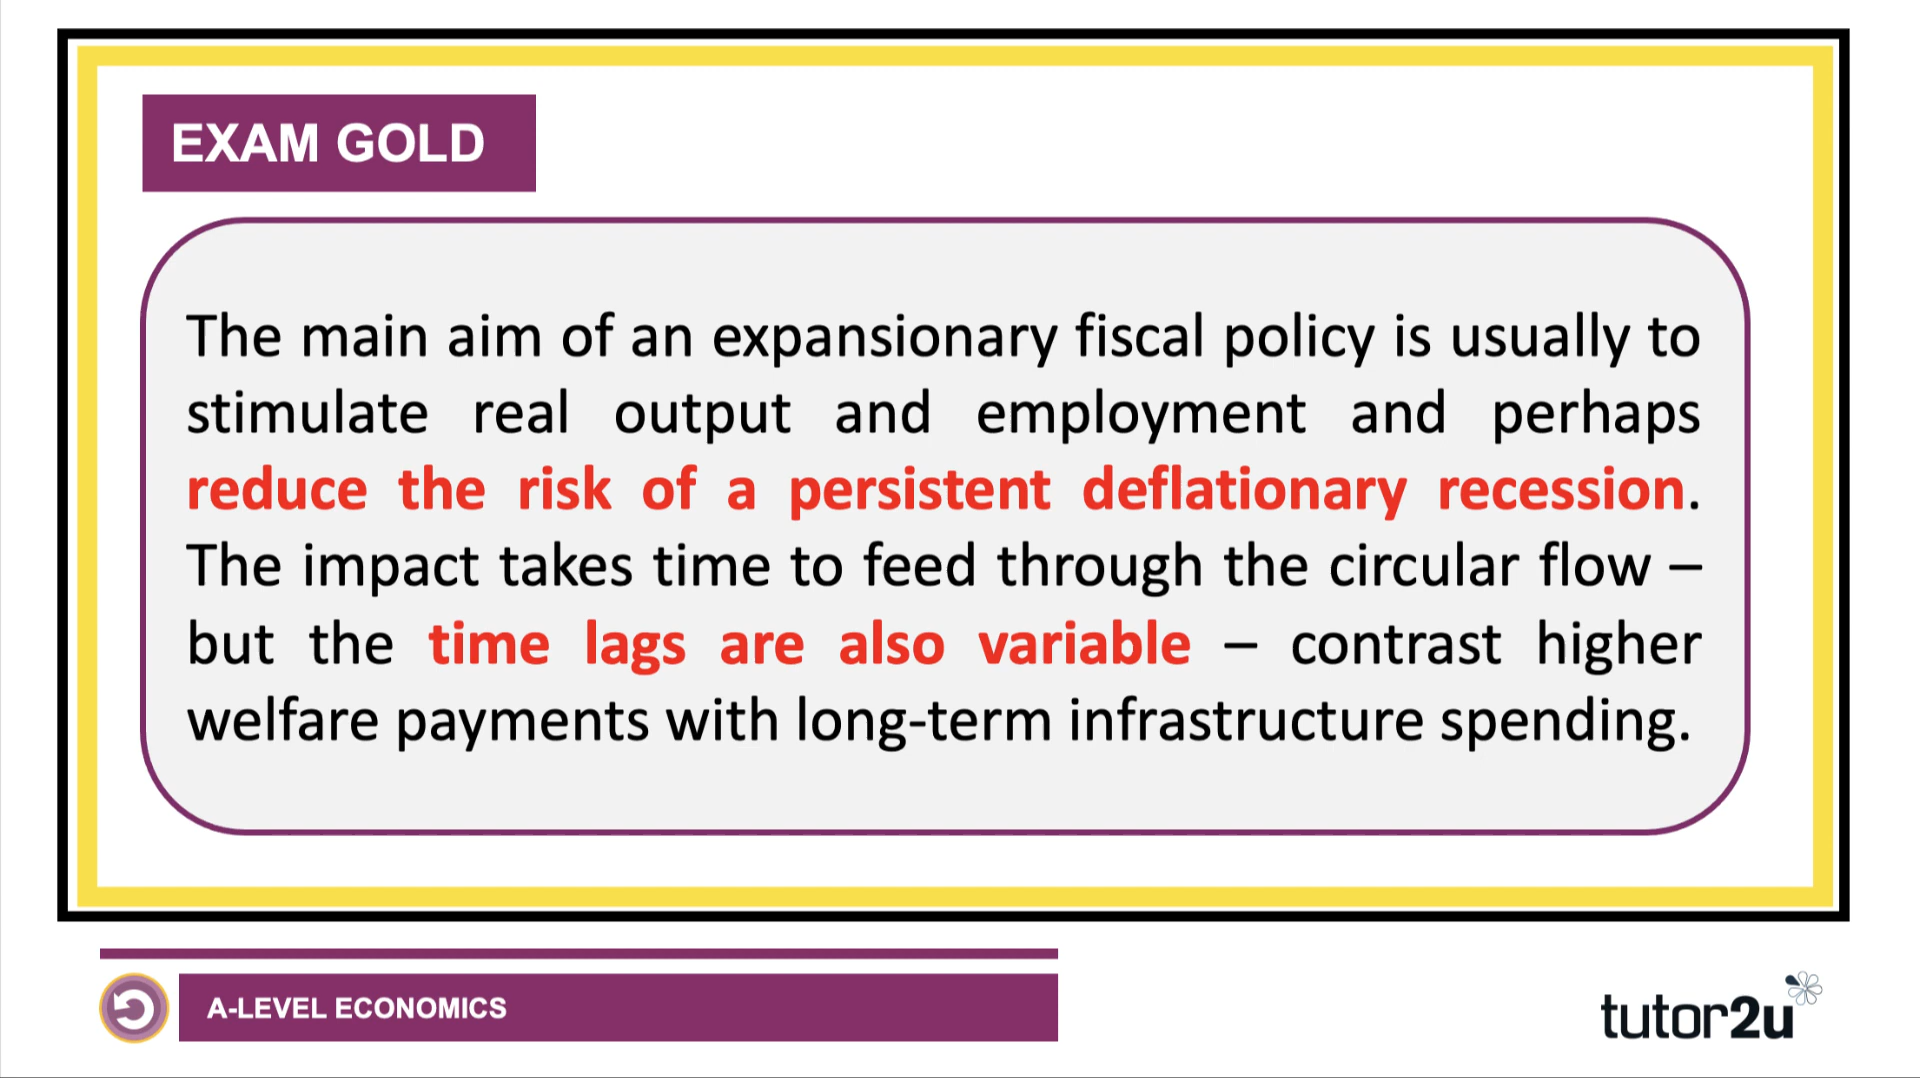 EXAM GOLD
The main aim of an expansionary fiscal policy is usually to
stimulate real output and employment and perhaps
reduce the risk of a persistent deflationary recession.
The impact takes time to feed through the circular flow –
but the time lags are also variable – contrast higher
welfare payments with long-term infrastructure spending.
A-LEVEL ECONOMICS
tutor2u